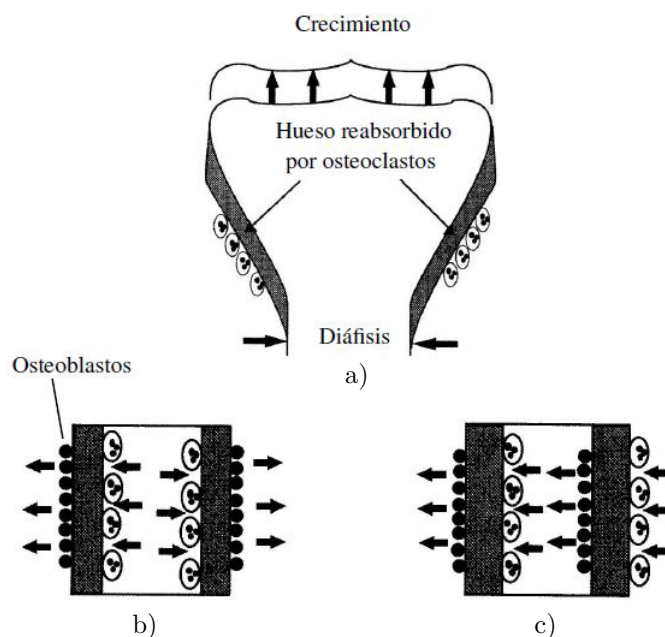 Crecimiento
Hueso reabsorbido
por osteoclastos
Diáfisis
a)
Osteoblastos
b)
c)